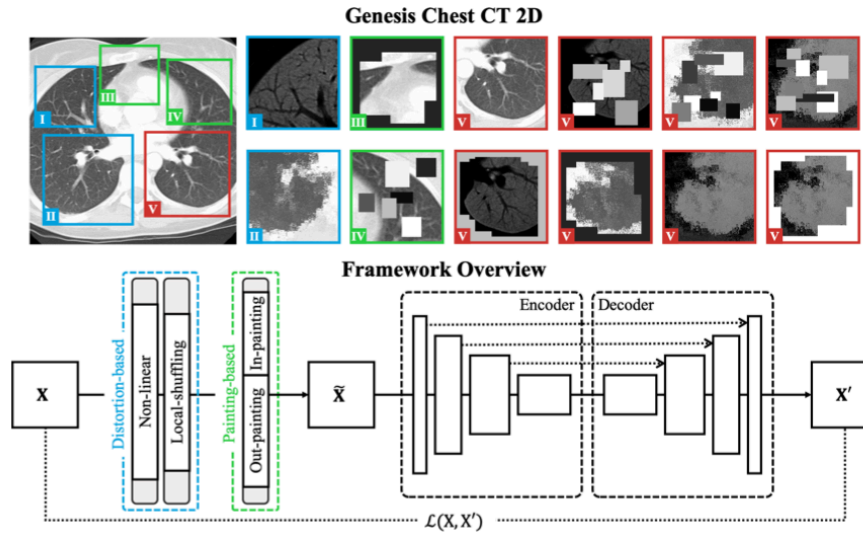 Genesis Chest CT 2D
I
III
IV
II
V
I
III
V
V
V
V
II
IV
V
V
V
V
Framework Overview
Encoder
Decoder
Distortion-based
Non-linear
Local-shuffling
Painting-based
Out-painting
In-painting
X
X̃
X′
ℒ(X, X′)